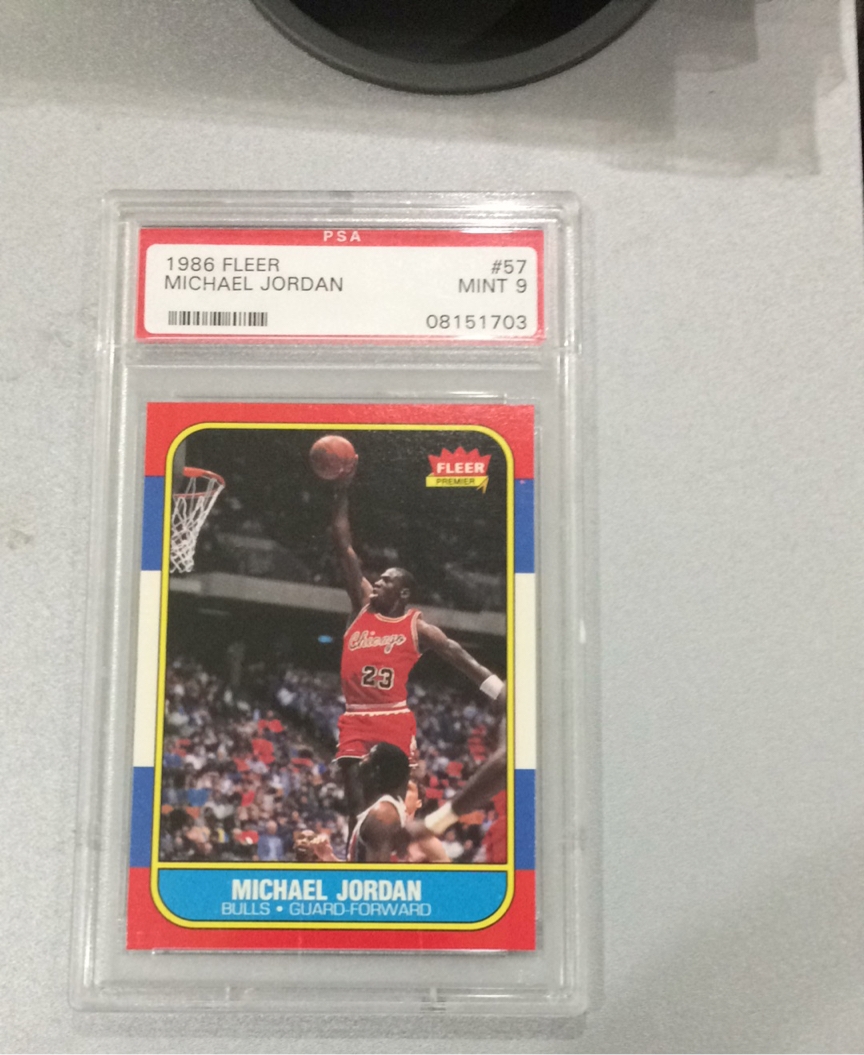 PSA
1986 FLEER #57
MICHAEL JORDAN MINT 9
08151703
FLEER
PREMIER
Chicago
23
MICHAEL JORDAN
BULLS • GUARD-FORWARD